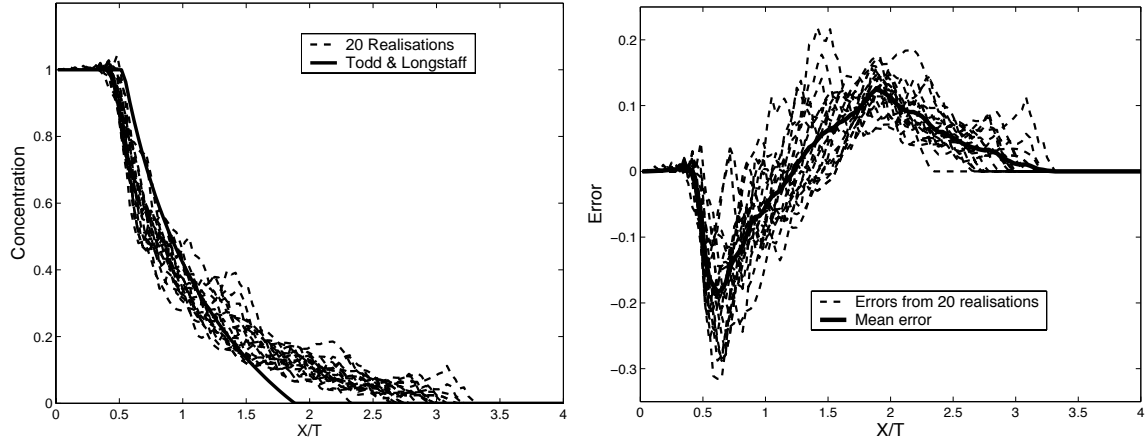 20 Realisations
Todd & Longstaff
Concentration
1
0.8
0.6
0.4
0.2
0
0 0.5 1 1.5 2 2.5 3 3.5 4
X/T
Errors from 20 realisations
Mean error
Error
0.2
0.1
0
−0.1
−0.2
−0.3
0 0.5 1 1.5 2 2.5 3 3.5 4
X/T